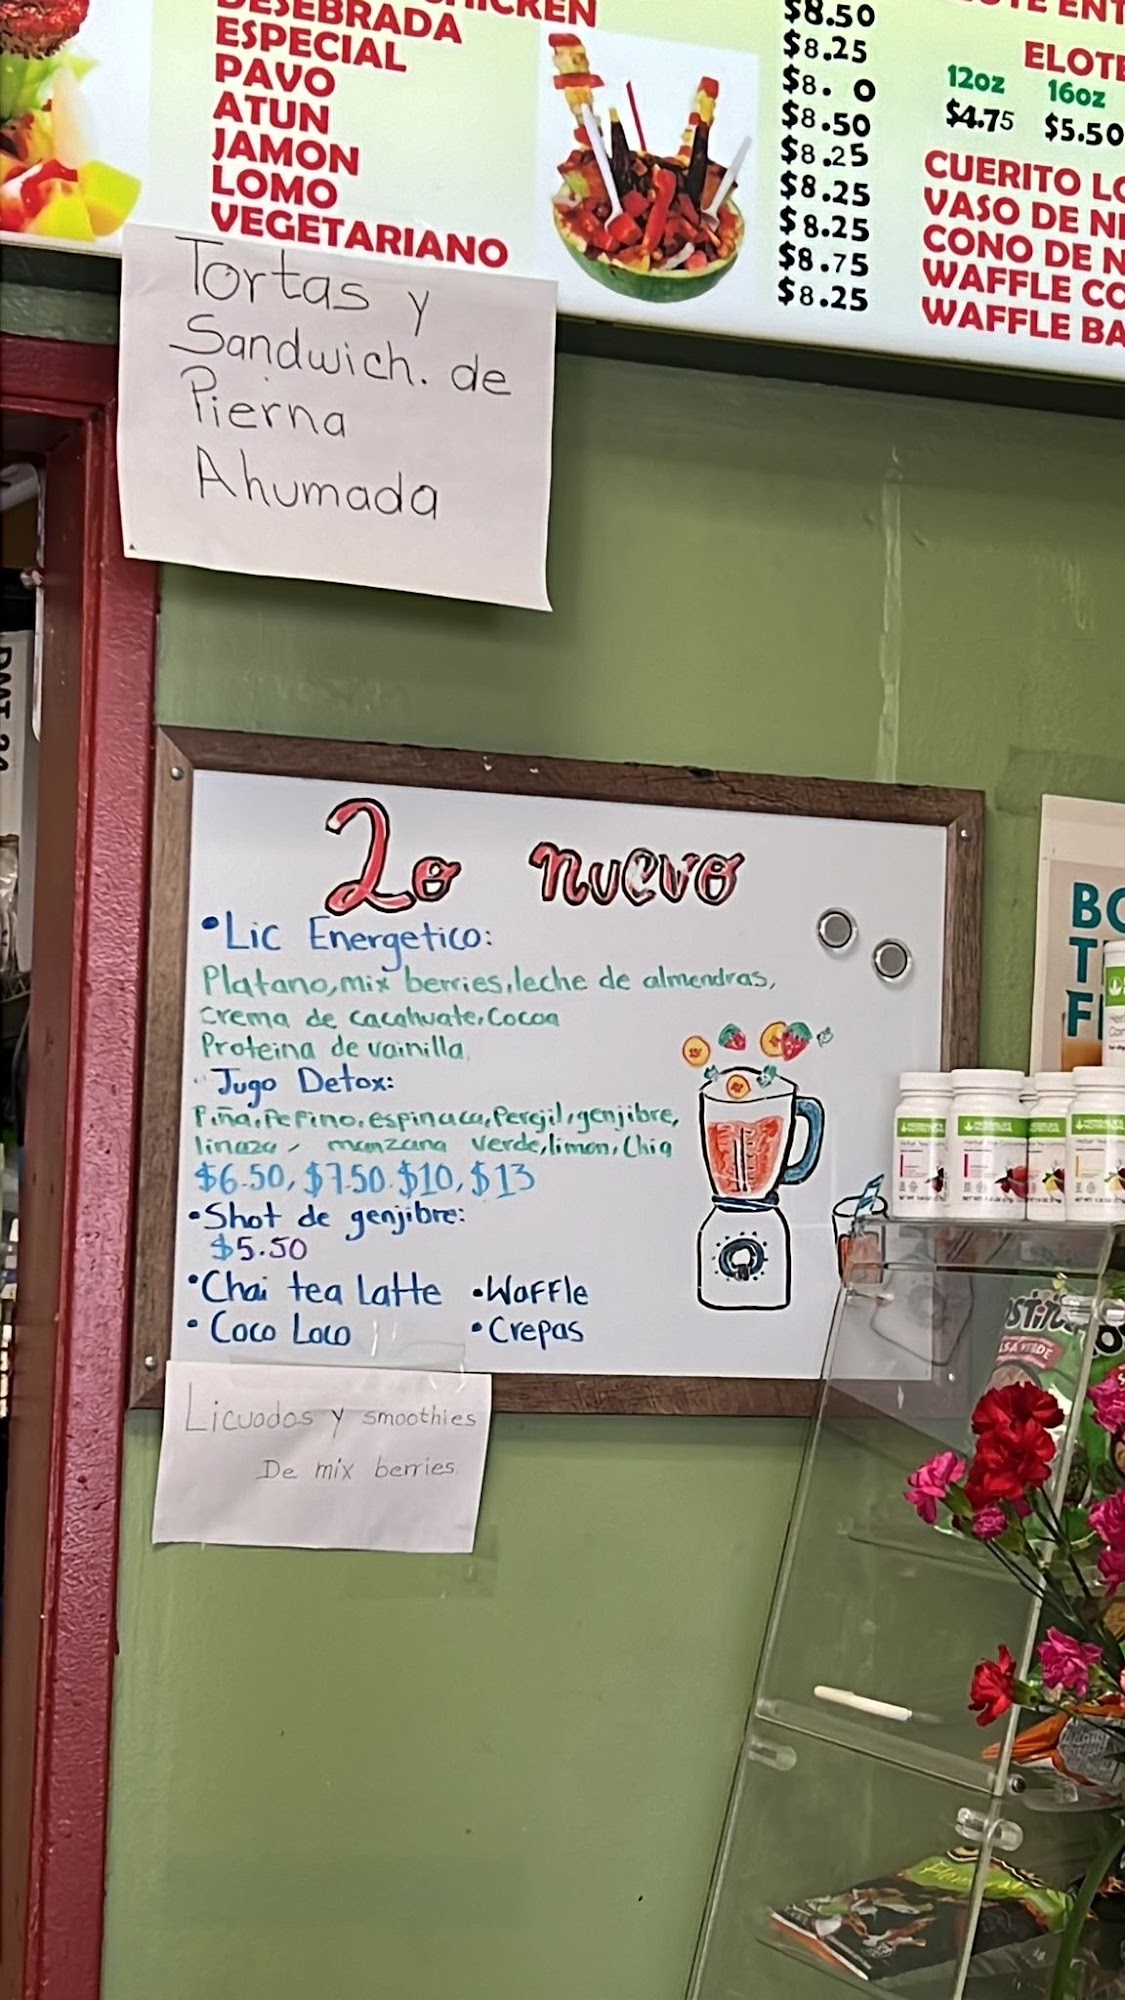 DESEBRADA
ESPECIAL
PAVO
ATUN
JAMON
LOMO
VEGETARIANO
$8.50
$8.25
$8. 0
$8.50
$8.25
$8.25
$8.25
$8.75
$8.25
12oz 16oz
$4.75 $5.50
CUERITO
VASO DE
CONO DE
WAFFLE
WAFFLE
Tortas y
Sandwich. de
Pierna
Ahumada
Lo nuevo
•Lic Energetico:
Platano, mix berries, leche de almendras,
crema de cacahuate, Cocoa
Proteina de vainilla
•Jugo Detox:
Piña, Pepino, espinaca, Perejil, genjibre,
linaza, manzana verde, limon, Chia
$6.50, $7.50. $10, $13
•Shot de genjibre:
$5.50
•Chai tea Latte •Waffle
•Coco Loco •Crepas
Licuados y smoothies
De mix berries